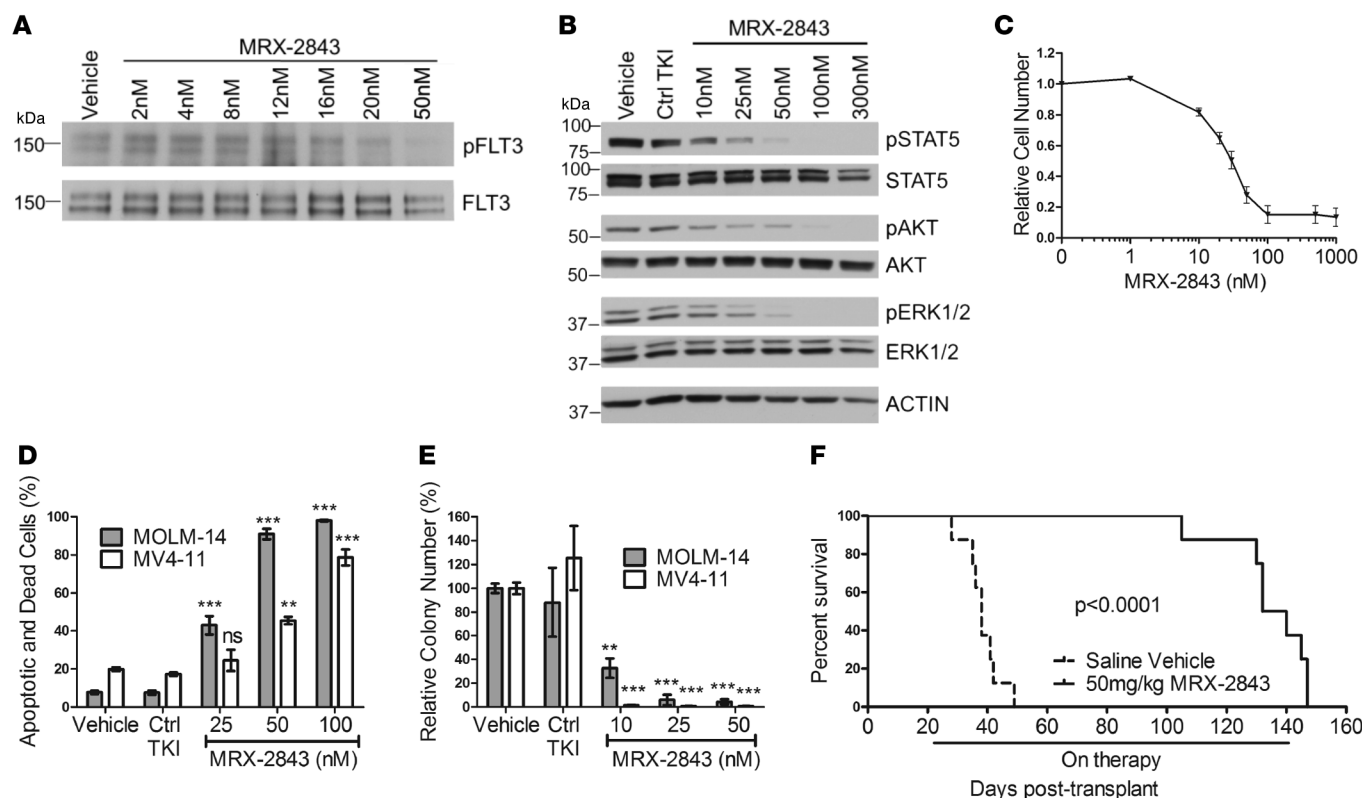 A
MRX-2843
Vehicle
2nM
4nM
8nM
12nM
16nM
20nM
50nM
kDa
150
pFLT3
150
FLT3
B
MRX-2843
Vehicle
Ctrl TKI
10nM
25nM
50nM
100nM
300nM
kDa
100
75
pSTAT5
100
75
STAT5
50
pAKT
50
AKT
37
pERK1/2
37
ERK1/2
37
ACTIN
C
Relative Cell Number
1.2
1.0
0.8
0.6
0.4
0.2
0.0
0 1 10 100 1000
MRX-2843 (nM)
D
Apoptotic and Dead Cells (%)
100
80
60
40
20
0
MOLM-14
MV4-11
***
ns
***
**
***
***
Vehicle Ctrl TKI 25 50 100
MRX-2843 (nM)
E
Relative Colony Number (%)
160
140
120
100
80
60
40
20
0
MOLM-14
MV4-11
**
***
***
***
***
***
Vehicle Ctrl TKI 10 25 50
MRX-2843 (nM)
F
Percent survival
100
80
60
40
20
0
p<0.0001
Saline Vehicle
50mg/kg MRX-2843
0 20 40 60 80 100 120 140 160
On therapy
Days post-transplant